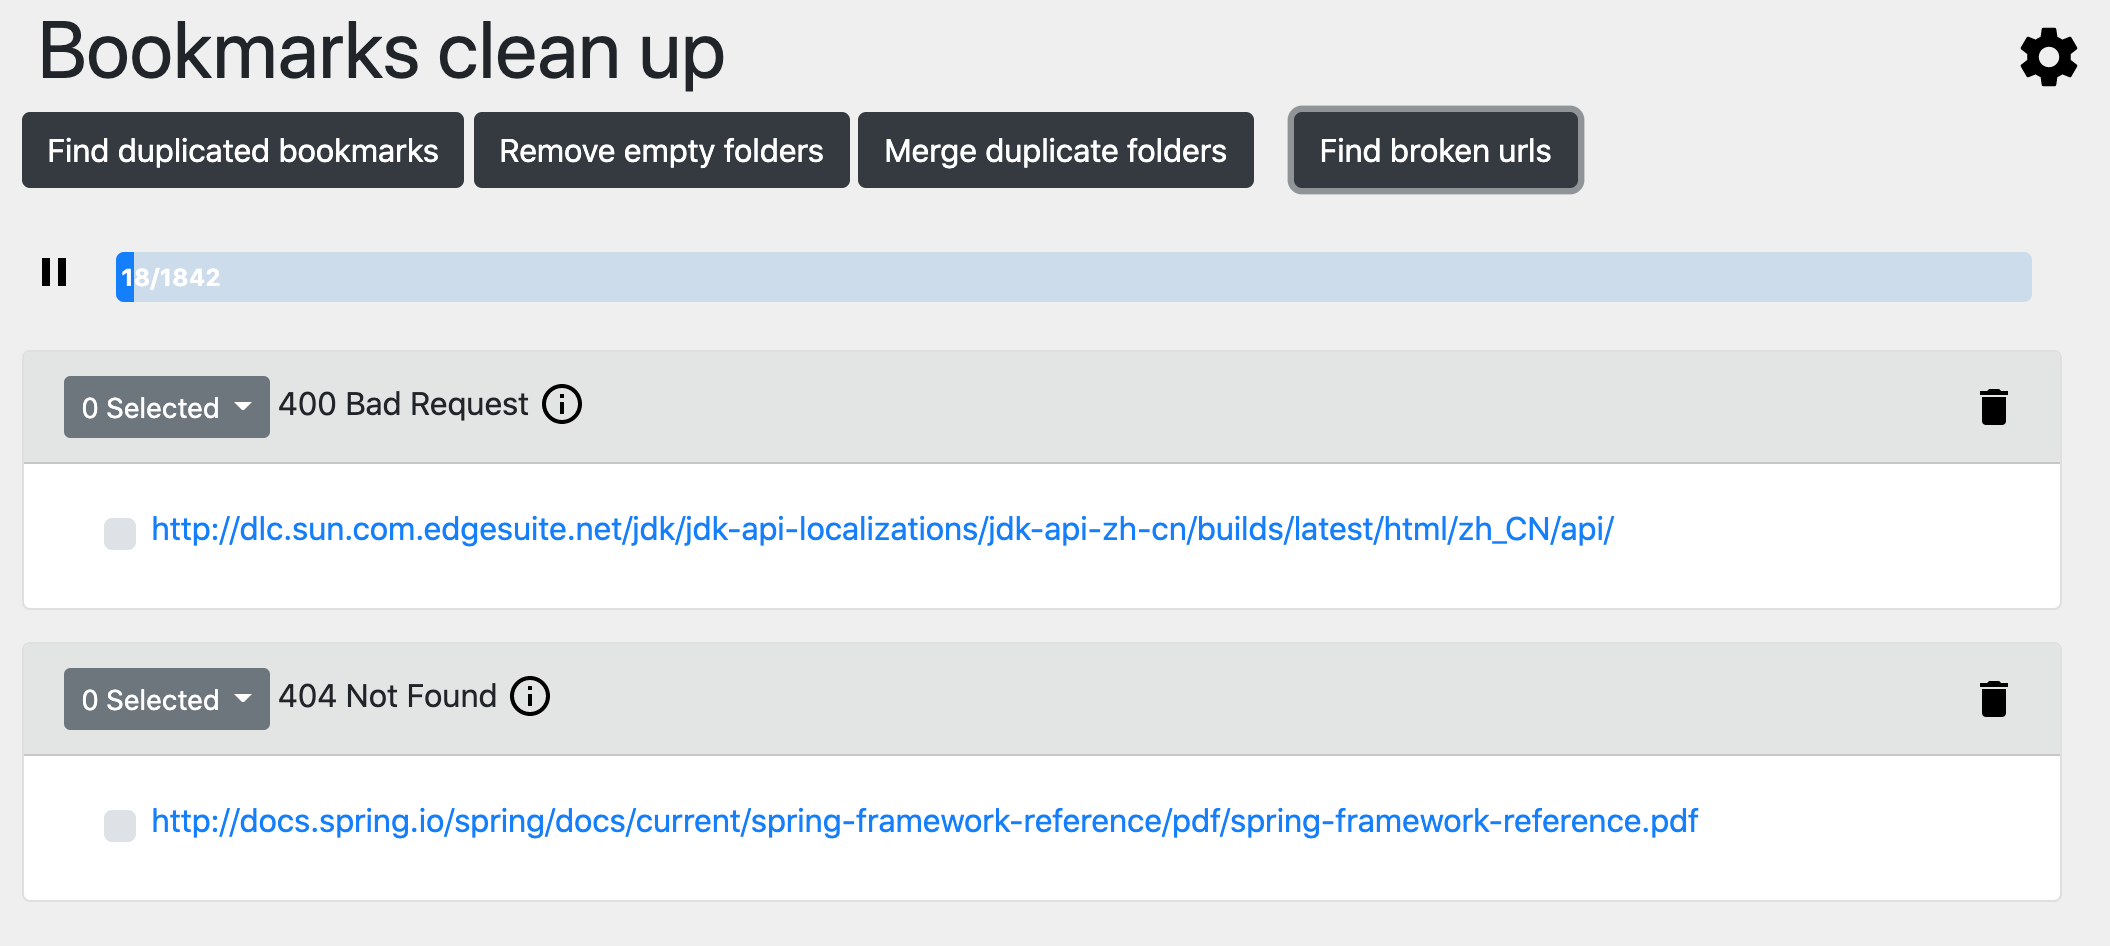 Bookmarks clean up
Find duplicated bookmarks Remove empty folders Merge duplicate folders Find broken urls
18/1842
0 Selected 400 Bad Request
http://dlc.sun.com.edgesuite.net/jdk/jdk-api-localizations/jdk-api-zh-cn/builds/latest/html/zh_CN/api/
0 Selected 404 Not Found
http://docs.spring.io/spring/docs/current/spring-framework-reference/pdf/spring-framework-reference.pdf